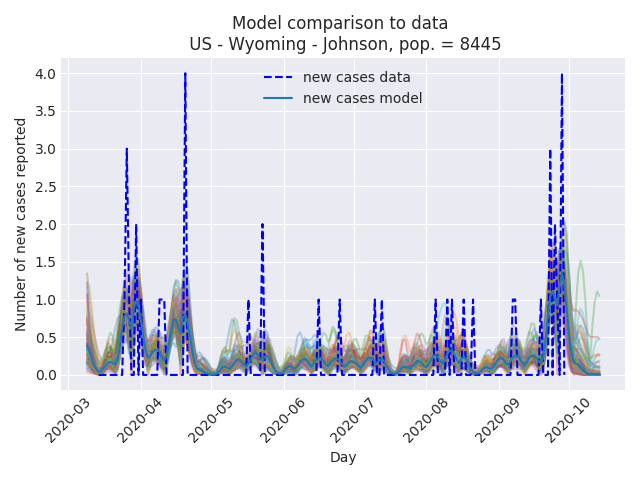 Model comparison to data
US - Wyoming - Johnson, pop. = 8445
new cases data
new cases model
Number of new cases reported
4.0
3.5
3.0
2.5
2.0
1.5
1.0
0.5
0.0
2020-03
2020-04
2020-05
2020-06
2020-07
2020-08
2020-09
2020-10
Day